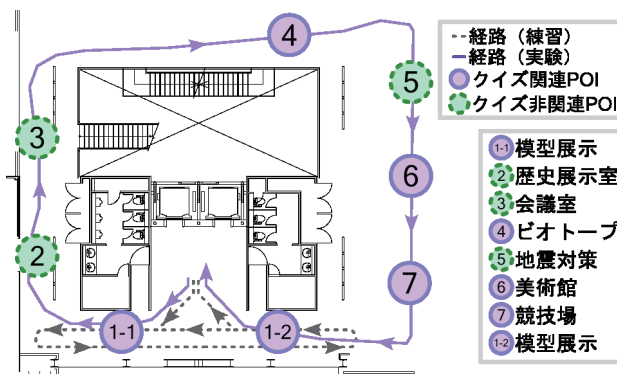 4
5
3
6
2
7
1-1
1-2
経路（練習）
経路（実験）
クイズ関連POI
クイズ非関連POI
1-1 模型展示
2 歴史展示室
3 会議室
4 ビオトープ
5 地震対策
6 美術館
7 競技場
1-2 模型展示